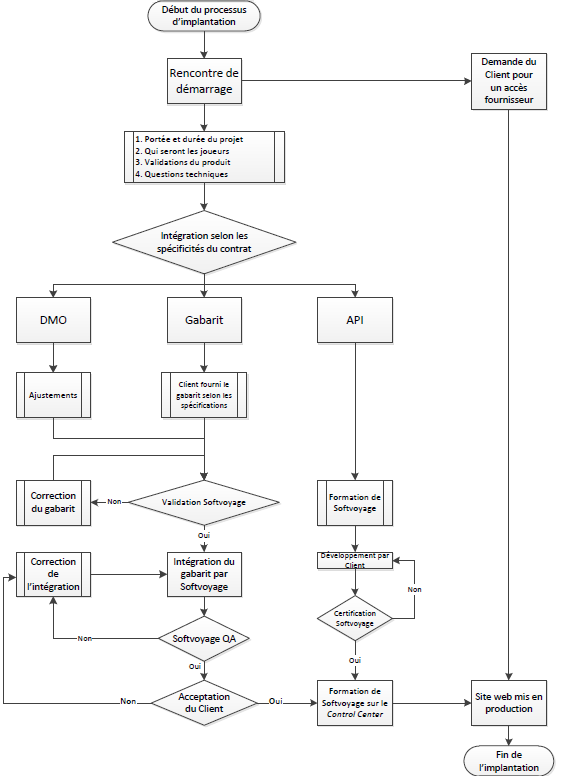 Début du processus
d'implantation
Rencontre de
démarrage
Demande du
Client pour
un accès
fournisseur
1. Portée et durée du projet
2. Qui seront les joueurs
3. Validations du produit
4. Questions techniques
Intégration selon les
spécificités du contrat
DMO
Gabarit
API
Ajustements
Client fourni le
gabarit selon les
spécifications
Correction
du gabarit
Non
Validation Softvoyage
Formation de
Softvoyage
Oui
Correction
de
l'intégration
Intégration du
gabarit par
Softvoyage
Développement par
Client
Non
Certification
Softvoyage
Non
Softvoyage QA
Oui
Oui
Non
Acceptation
du Client
Oui
Formation de
Softvoyage sur le
Control Center
Site web mis en
production
Fin de
l'implantation